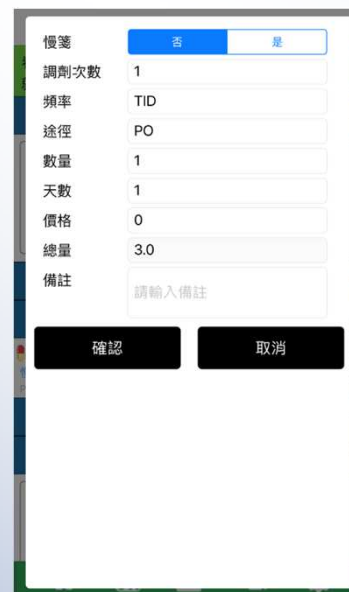 慢箋 否 是
調劑次數 1
頻率 TID
途徑 PO
數量 1
天數 1
價格 0
總量 3.0
備註 請輸入備註
確認 取消